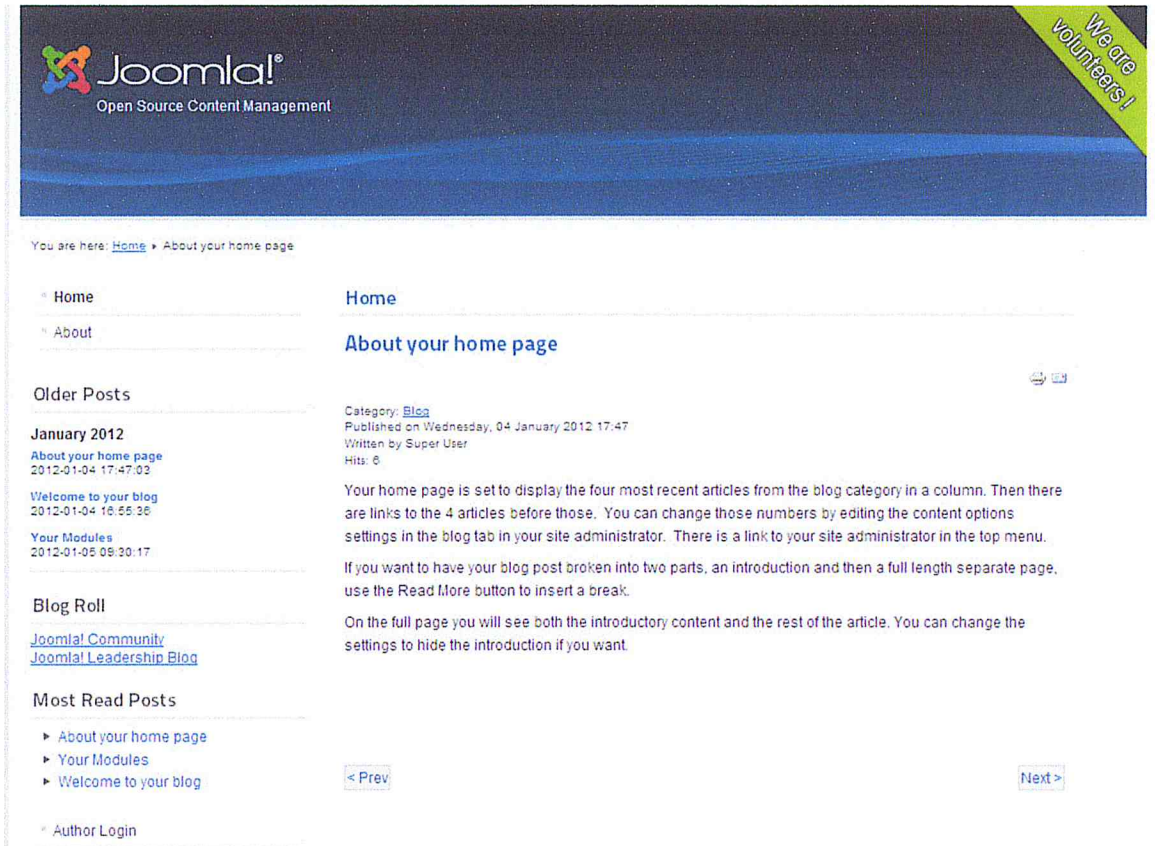 Joomla!®
Open Source Content Management
We are
volunteers!
You are here: Home ▸ About your home page
Home
About
Older Posts
January 2012
About your home page
2012-01-04 17:47:03
Welcome to your blog
2012-01-04 16:55:36
Your Modules
2012-01-05 09:30:17
Blog Roll
Joomla! Community
Joomla! Leadership Blog
Most Read Posts
About your home page
Your Modules
Welcome to your blog
Author Login
Home
About your home page
Category: Blog
Published on Wednesday, 04 January 2012 17:47
Written by Super User
Hits: 6
Your home page is set to display the four most recent articles from the blog category in a column. Then there
are links to the 4 articles before those. You can change those numbers by editing the content options
settings in the blog tab in your site administrator. There is a link to your site administrator in the top menu.
If you want to have your blog post broken into two parts, an introduction and then a full length separate page,
use the Read More button to insert a break.
On the full page you will see both the introductory content and the rest of the article. You can change the
settings to hide the introduction if you want.
< Prev
Next >